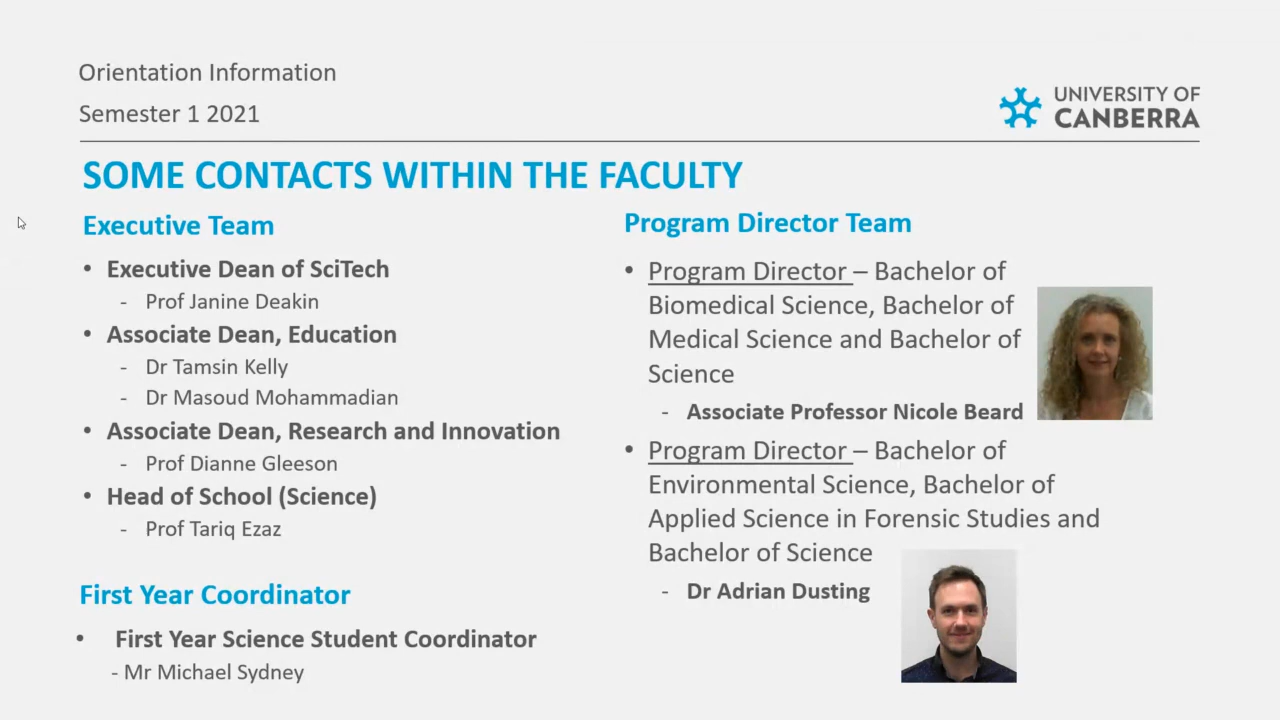 Orientation Information
Semester 1 2021
UNIVERSITY OF
CANBERRA
SOME CONTACTS WITHIN THE FACULTY
Executive Team
• Executive Dean of SciTech
- Prof Janine Deakin
• Associate Dean, Education
- Dr Tamsin Kelly
- Dr Masoud Mohammadian
• Associate Dean, Research and Innovation
- Prof Dianne Gleeson
• Head of School (Science)
- Prof Tariq Ezaz
First Year Coordinator
• First Year Science Student Coordinator
- Mr Michael Sydney
Program Director Team
• Program Director – Bachelor of
Biomedical Science, Bachelor of
Medical Science and Bachelor of
Science
- Associate Professor Nicole Beard
• Program Director – Bachelor of
Environmental Science, Bachelor of
Applied Science in Forensic Studies and
Bachelor of Science
- Dr Adrian Dusting